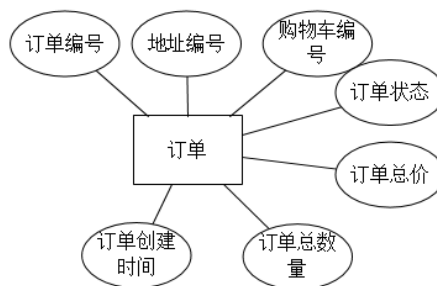 订单编号
地址编号
购物车编
号
订单状态
订单
订单总价
订单创建
时间
订单总数
量